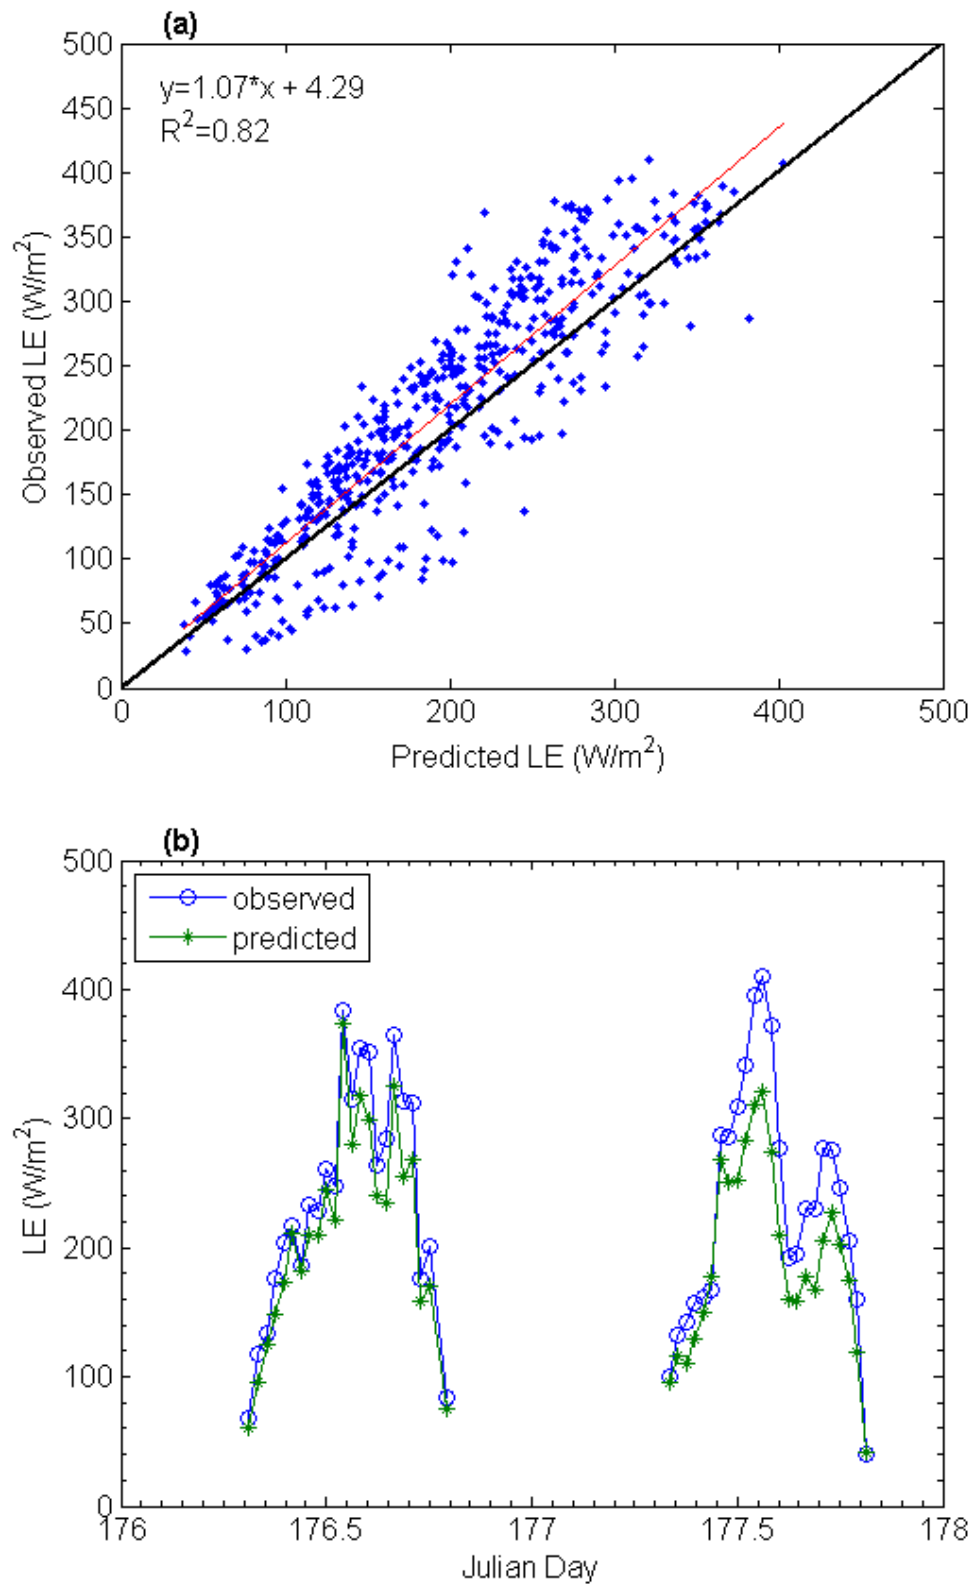 (a)
500
450
400
350
300
250
200
150
100
50
0
y=1.07*x + 4.29
R²=0.82
Observed LE (W/m²)
0 100 200 300 400 500
Predicted LE (W/m²)
(b)
500
400
300
200
100
0
observed
predicted
LE (W/m²)
176 176.5 177 177.5 178
Julian Day